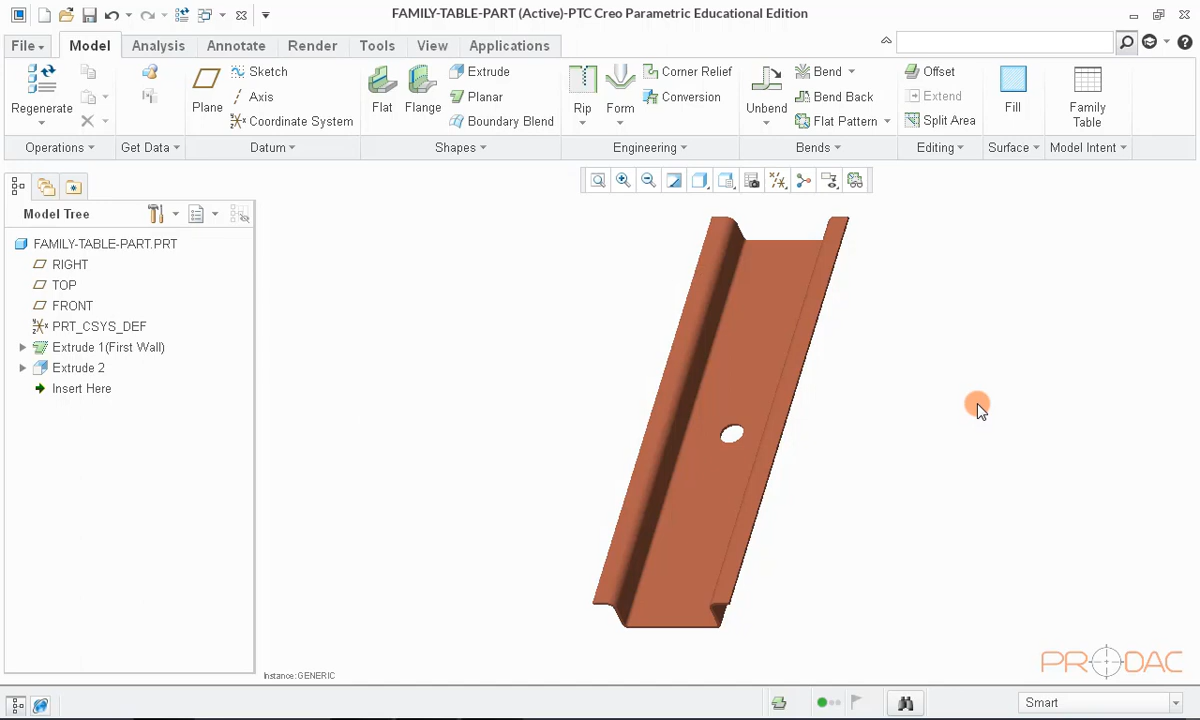 FAMILY-TABLE-PART (Active)-PTC Creo Parametric Educational Edition
File Model Analysis Annotate Render Tools View Applications
Regenerate
Plane
Sketch
Axis
Coordinate System
Flat
Flange
Extrude
Planar
Boundary Blend
Rip
Form
Corner Relief
Conversion
Unbend
Bend
Bend Back
Flat Pattern
Offset
Extend
Split Area
Fill
Family
Table
Operations Get Data Datum Shapes Engineering Bends Editing Surface Model Intent
Model Tree
FAMILY-TABLE-PART.PRT
RIGHT
TOP
FRONT
PRT_CSYS_DEF
Extrude 1(First Wall)
Extrude 2
Insert Here
Instance:GENERIC
PRODAC
Smart